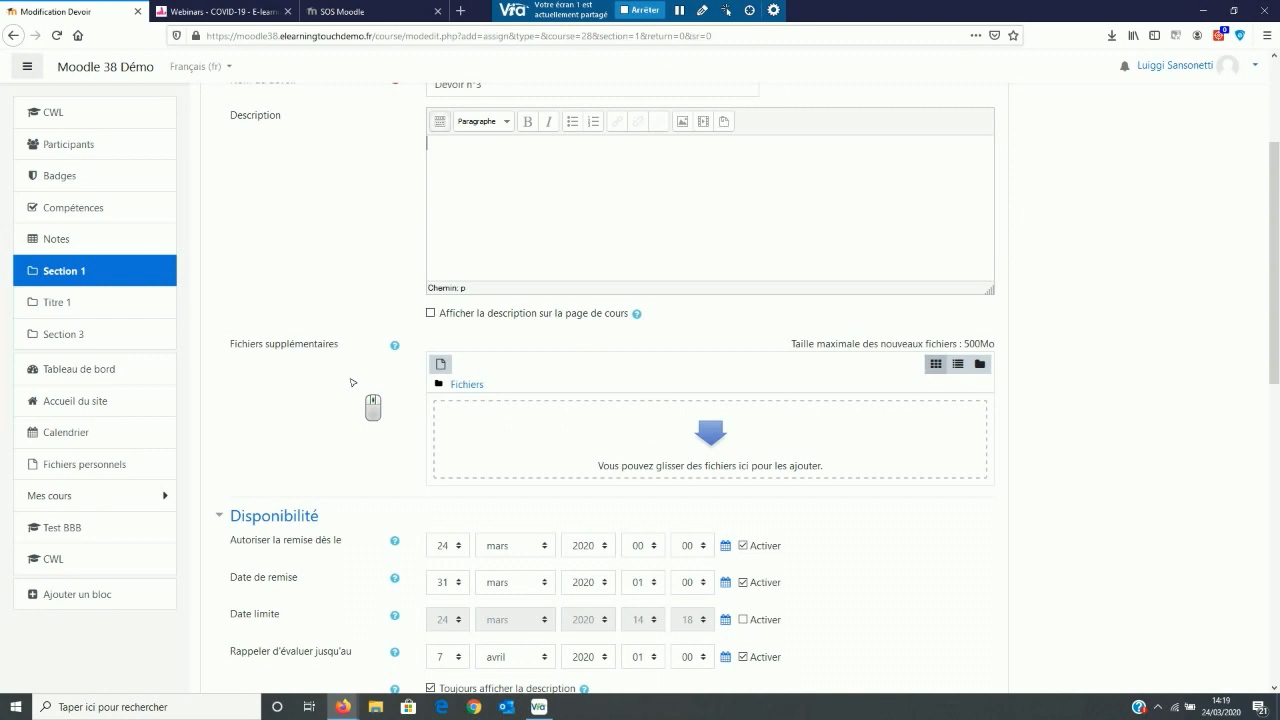 Modification Devoir
Webinars - COVID-19 - E-learn
SOS Moodle
Via
Votre écran 1 est
actuellement partagé
Arrêter
https://moodle38.elearningtouchdemo.fr/course/modedit.php?add=assign&type=&course=28&section=1&return=0&sr=0
0
Moodle 38 Démo
Français (fr)
Luiggi Sansonetti
CWL
Participants
Badges
Compétences
Notes
Section 1
Titre 1
Section 3
Tableau de bord
Accueil du site
Calendrier
Fichiers personnels
Mes cours
Test BBB
CWL
Ajouter un bloc
Devoir n°3
Description
Paragraphe
B I
Chemin: p
Afficher la description sur la page de cours
Fichiers supplémentaires
Taille maximale des nouveaux fichiers : 500Mo
Fichiers
Vous pouvez glisser des fichiers ici pour les ajouter.
Disponibilité
Autoriser la remise dès le
24 mars 2020 00 00 Activer
Date de remise
31 mars 2020 01 00 Activer
Date limite
24 mars 2020 14 18 Activer
Rappeler d'évaluer jusqu'au
7 avril 2020 01 00 Activer
Toujours afficher la description
Taper ici pour rechercher
Via
14:19
24/03/2020
21